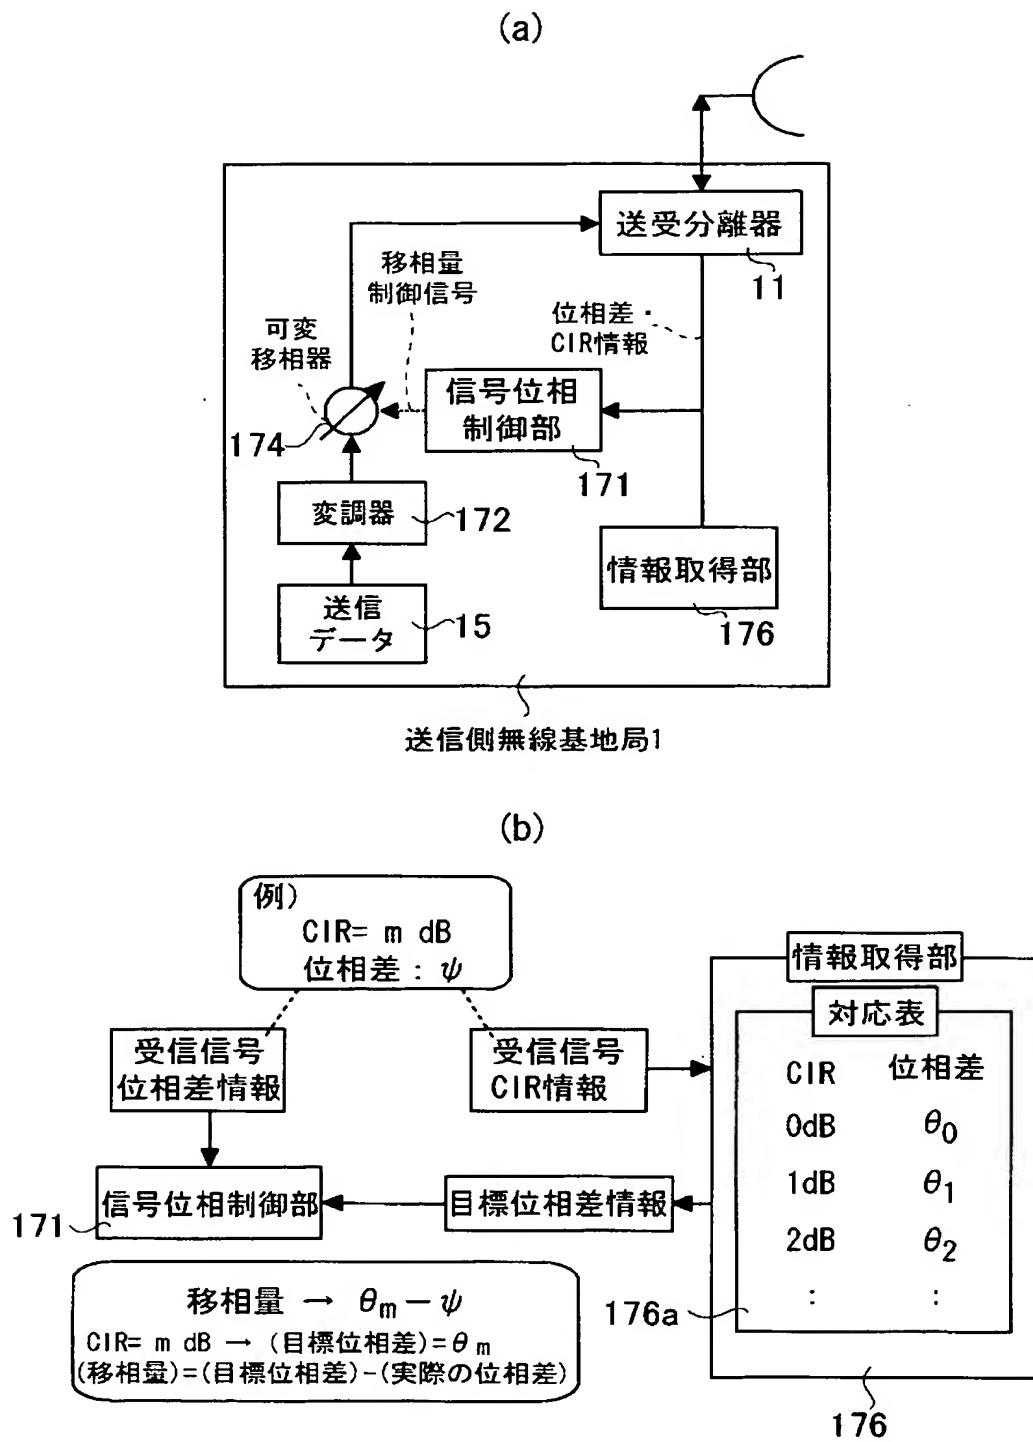 (a)
送受分離器
11
移相量
制御信号
位相差・
CIR情報
可変
移相器
174
信号位相
制御部
171
変調器
172
情報取得部
176
送信
データ
15
送信側無線基地局1
(b)
例)
CIR= m dB
位相差 : ψ
受信信号
位相差情報
受信信号
CIR情報
情報取得部
対応表
CIR 位相差
0dB θ0
1dB θ1
2dB θ2
: :
176a
176
信号位相制御部
171
目標位相差情報
移相量 → θm－ψ
CIR= m dB → (目標位相差)=θm
(移相量)=(目標位相差)-(実際の位相差)